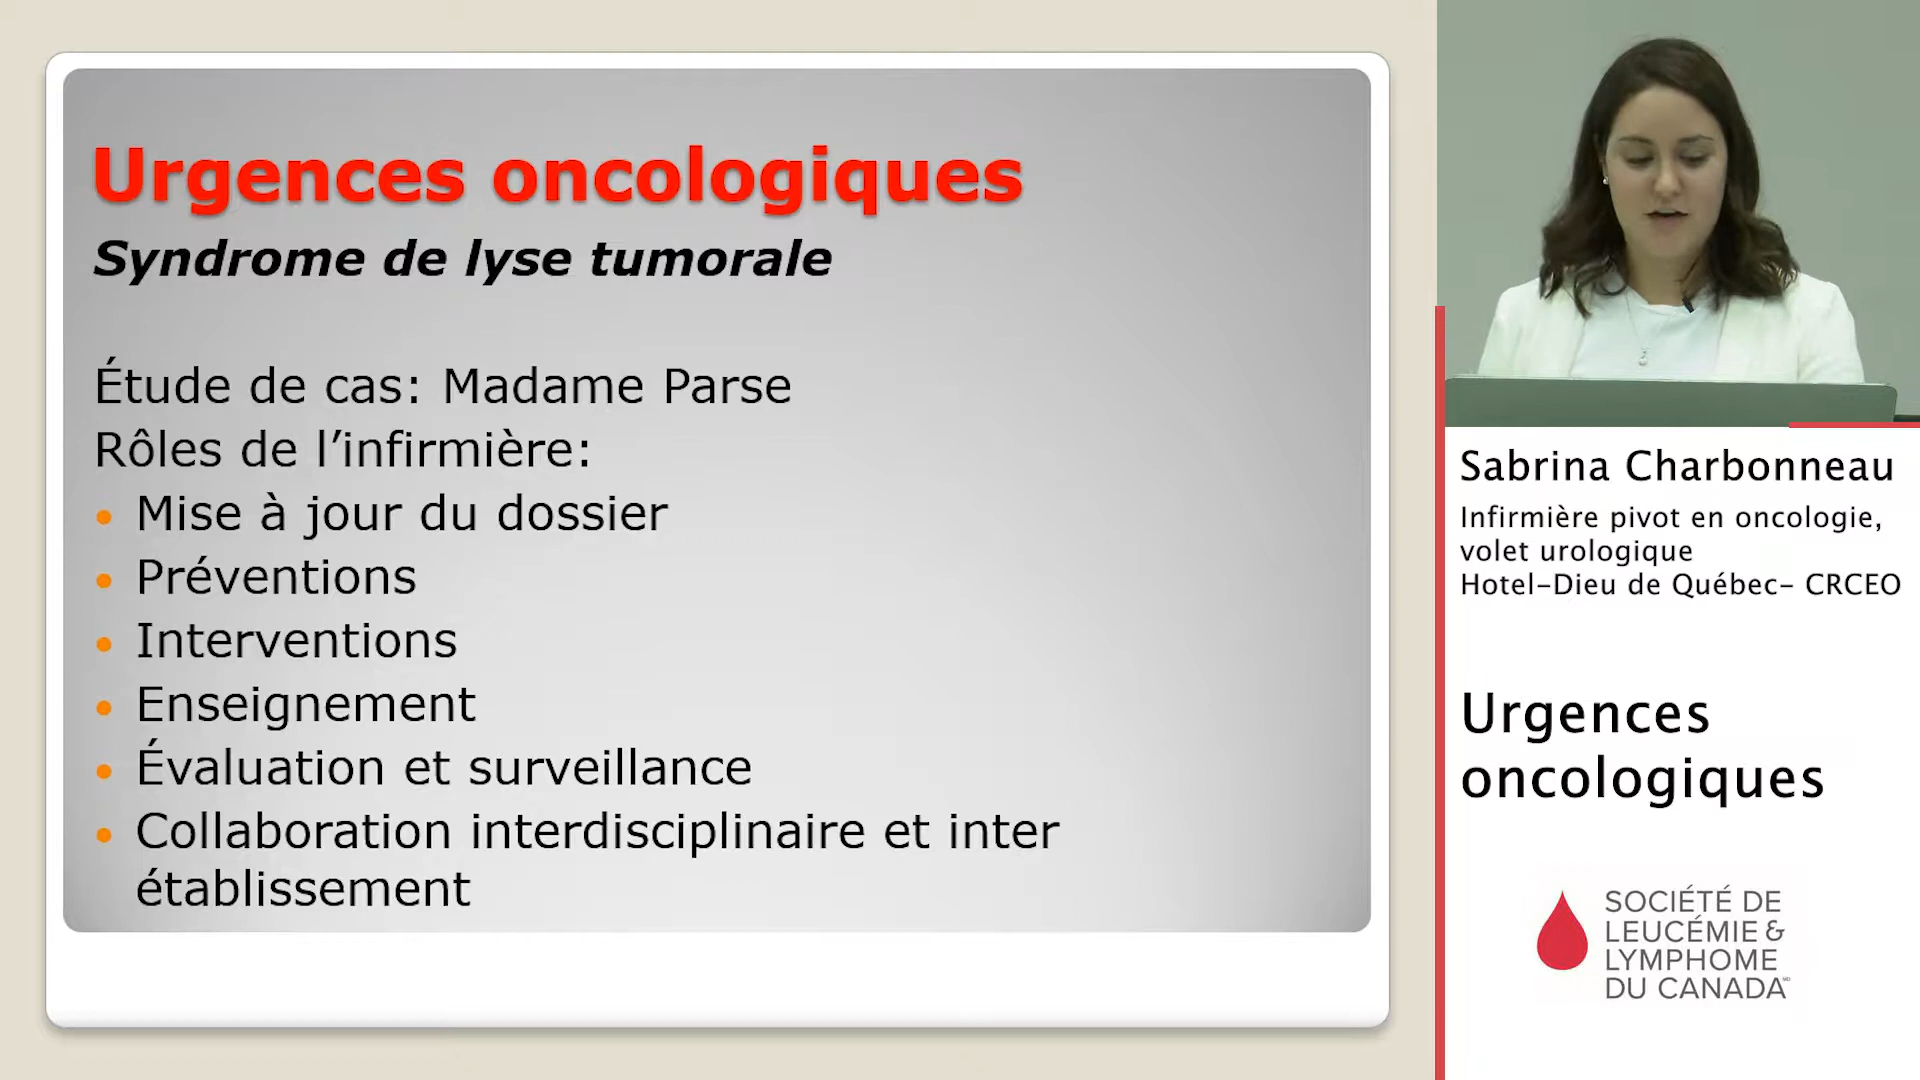 Urgences oncologiques
Syndrome de lyse tumorale
Étude de cas: Madame Parse
Rôles de l’infirmière:
• Mise à jour du dossier
• Préventions
• Interventions
• Enseignement
• Évaluation et surveillance
• Collaboration interdisciplinaire et inter
établissement
Sabrina Charbonneau
Infirmière pivot en oncologie,
volet urologique
Hotel-Dieu de Québec- CRCEO
Urgences
oncologiques
SOCIÉTÉ DE
LEUCÉMIE &
LYMPHOME
DU CANADA